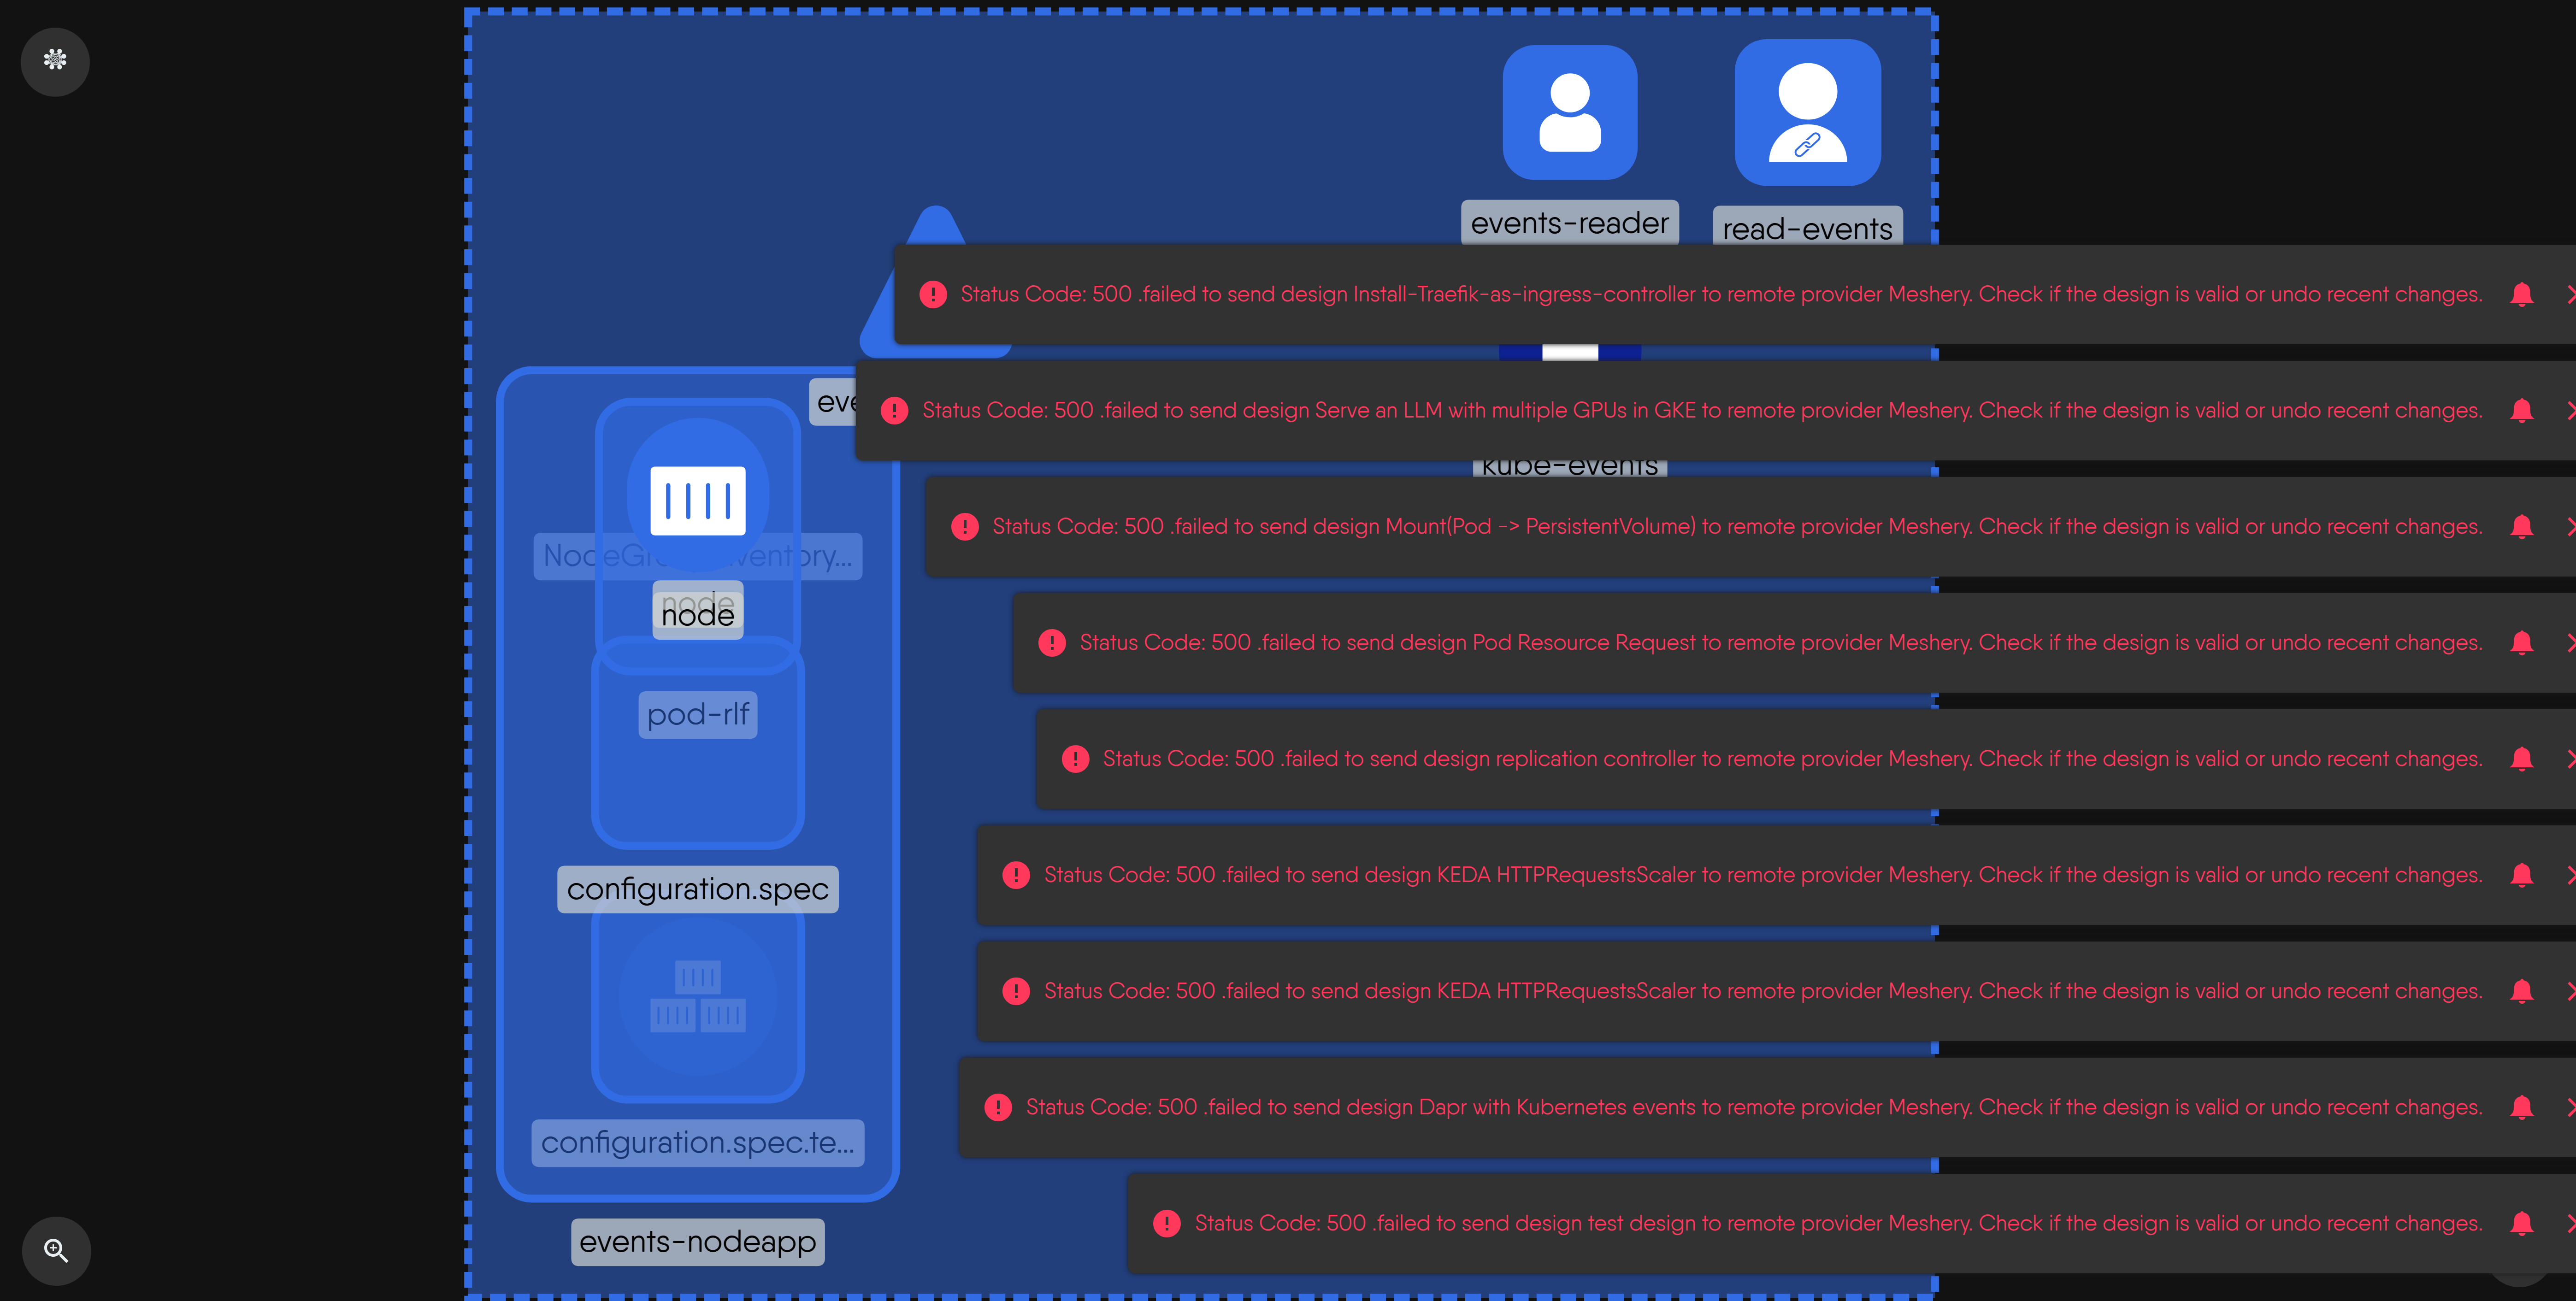 events-reader
read-events
Status Code: 500 .failed to send design Install-Traefik-as-ingress-controller to remote provider Meshery. Check if the design is valid or undo recent changes.
eve
Status Code: 500 .failed to send design Serve an LLM with multiple GPUs in GKE to remote provider Meshery. Check if the design is valid or undo recent changes.
kube-events
Status Code: 500 .failed to send design Mount(Pod -> PersistentVolume) to remote provider Meshery. Check if the design is valid or undo recent changes.
node
node
Status Code: 500 .failed to send design Pod Resource Request to remote provider Meshery. Check if the design is valid or undo recent changes.
pod-rlf
Status Code: 500 .failed to send design replication controller to remote provider Meshery. Check if the design is valid or undo recent changes.
Status Code: 500 .failed to send design KEDA HTTPRequestsScaler to remote provider Meshery. Check if the design is valid or undo recent changes.
configuration.spec
Status Code: 500 .failed to send design KEDA HTTPRequestsScaler to remote provider Meshery. Check if the design is valid or undo recent changes.
Status Code: 500 .failed to send design Dapr with Kubernetes events to remote provider Meshery. Check if the design is valid or undo recent changes.
configuration.spec.te...
Status Code: 500 .failed to send design test design to remote provider Meshery. Check if the design is valid or undo recent changes.
events-nodeapp